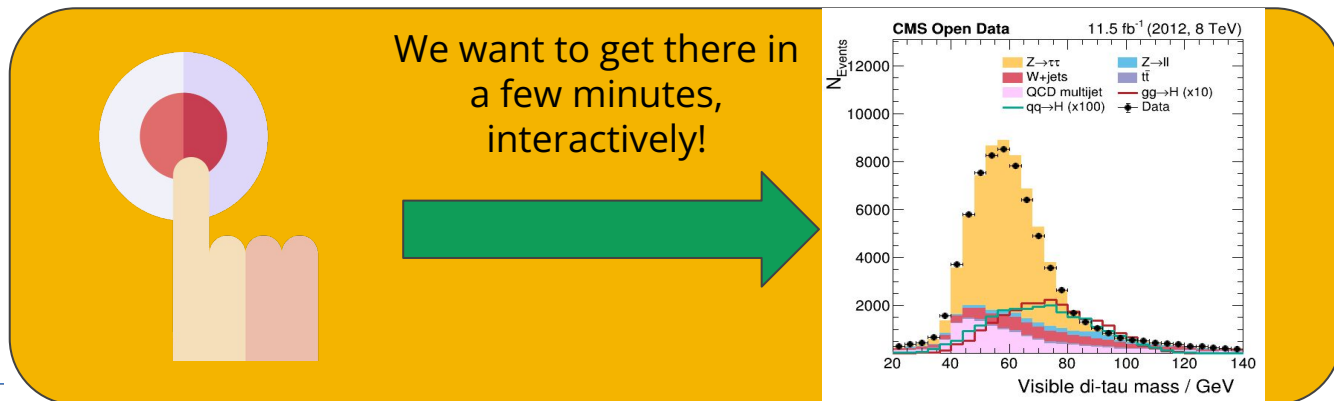 We want to get there in
a few minutes,
interactively!
CMS Open Data
11.5 fb⁻¹ (2012, 8 TeV)
N_Events
12000
10000
8000
6000
4000
2000
Z→ττ
Z→ll
W+jets
tt̅
QCD multijet
gg→H (x10)
qq→H (x100)
Data
20
40
60
80
100
120
140
Visible di-tau mass / GeV